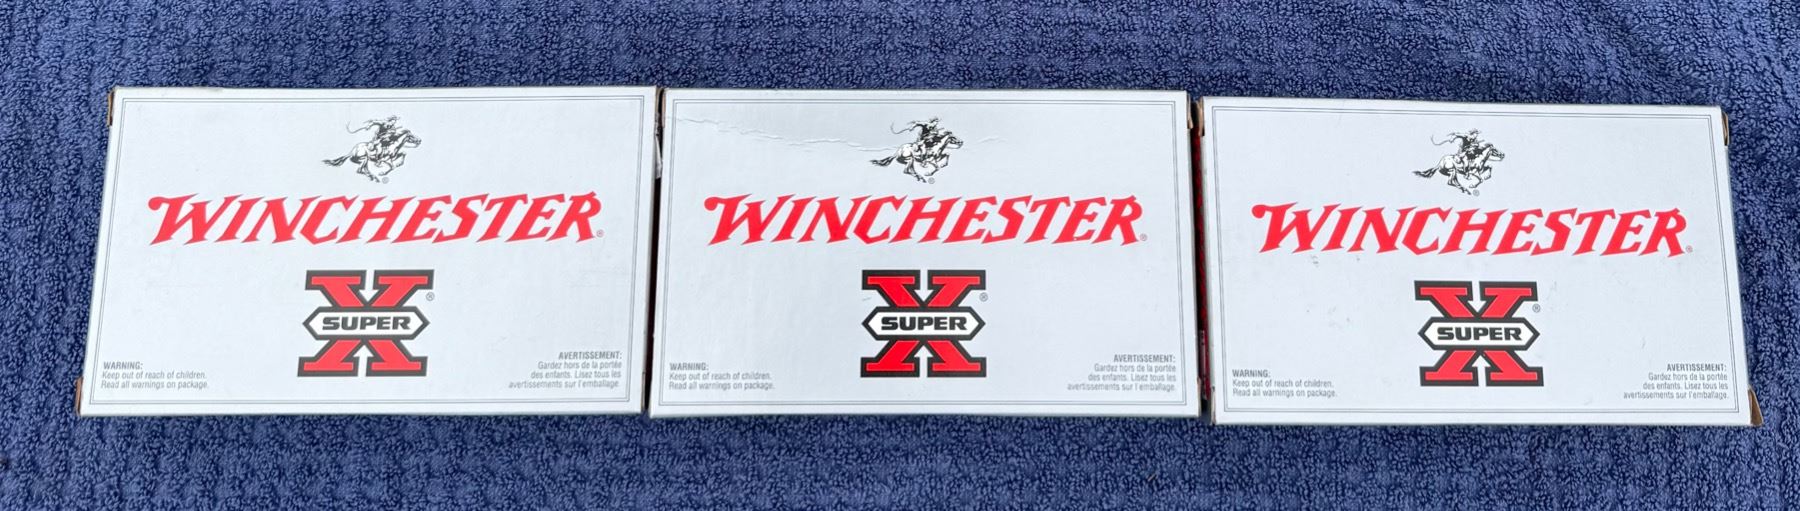 WINCHESTER®
X SUPER®
WARNING:
Keep out of reach of children.
Read all warnings on package.
AVERTISSEMENT:
Gardez hors de la portée
des enfants. Lisez tous les
avertissements sur l'emballage.
WINCHESTER®
X SUPER®
WARNING:
Keep out of reach of children.
Read all warnings on package.
AVERTISSEMENT:
Gardez hors de la portée
des enfants. Lisez tous les
avertissements sur l'emballage.
WINCHESTER®
X SUPER®
WARNING:
Keep out of reach of children.
Read all warnings on package.
AVERTISSEMENT:
Gardez hors de la portée
des enfants. Lisez tous les
avertissements sur l'emballage.